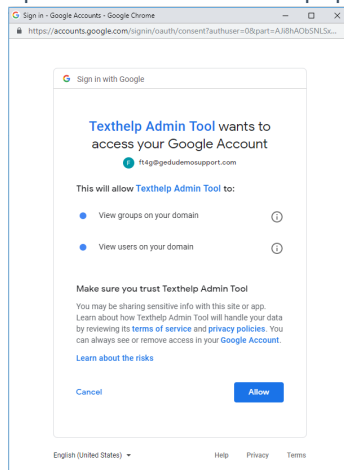 Sign in - Google Accounts - Google Chrome
https://accounts.google.com/signin/oauth/consent?authuser=0&part=AJi8hAObSNLSx...
Sign in with Google
Texthelp Admin Tool wants to
access your Google Account
ft4g@gedudemosupport.com
This will allow Texthelp Admin Tool to:
View groups on your domain
View users on your domain
Make sure you trust Texthelp Admin Tool
You may be sharing sensitive info with this site or app.
Learn about how Texthelp Admin Tool will handle your data
by reviewing its terms of service and privacy policies. You
can always see or remove access in your Google Account.
Learn about the risks
Cancel
Allow
English (United States)
Help Privacy Terms